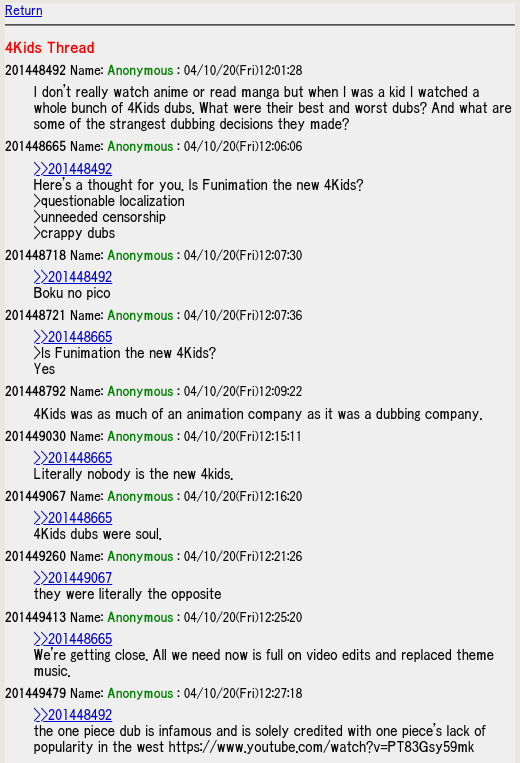 Return
4Kids Thread
201448492 Name: Anonymous : 04/10/20(Fri)12:01:28
I don't really watch anime or read manga but when I was a kid I watched a
whole bunch of 4Kids dubs. What were their best and worst dubs? And what are
some of the strangest dubbing decisions they made?
201448665 Name: Anonymous : 04/10/20(Fri)12:06:06
>>201448492
Here's a thought for you. Is Funimation the new 4Kids?
>questionable localization
>unneeded censorship
>crappy dubs
201448718 Name: Anonymous : 04/10/20(Fri)12:07:30
>>201448492
Boku no pico
201448721 Name: Anonymous : 04/10/20(Fri)12:07:36
>>201448665
>Is Funimation the new 4Kids?
Yes
201448792 Name: Anonymous : 04/10/20(Fri)12:09:22
4Kids was as much of an animation company as it was a dubbing company.
201449030 Name: Anonymous : 04/10/20(Fri)12:15:11
>>201448665
Literally nobody is the new 4kids.
201449067 Name: Anonymous : 04/10/20(Fri)12:16:20
>>201448665
4Kids dubs were soul.
201449260 Name: Anonymous : 04/10/20(Fri)12:21:26
>>201449067
they were literally the opposite
201449413 Name: Anonymous : 04/10/20(Fri)12:25:20
>>201448665
We're getting close. All we need now is full on video edits and replaced theme
music.
201449479 Name: Anonymous : 04/10/20(Fri)12:27:18
>>201448492
the one piece dub is infamous and is solely credited with one piece's lack of
popularity in the west https://www.youtube.com/watch?v=PT83Gsy59mk